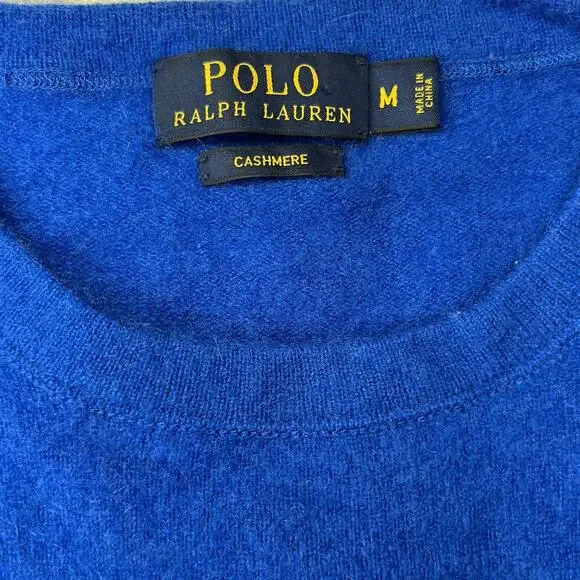 POLO
RALPH LAUREN
M
MADE IN
CHINA
CASHMERE